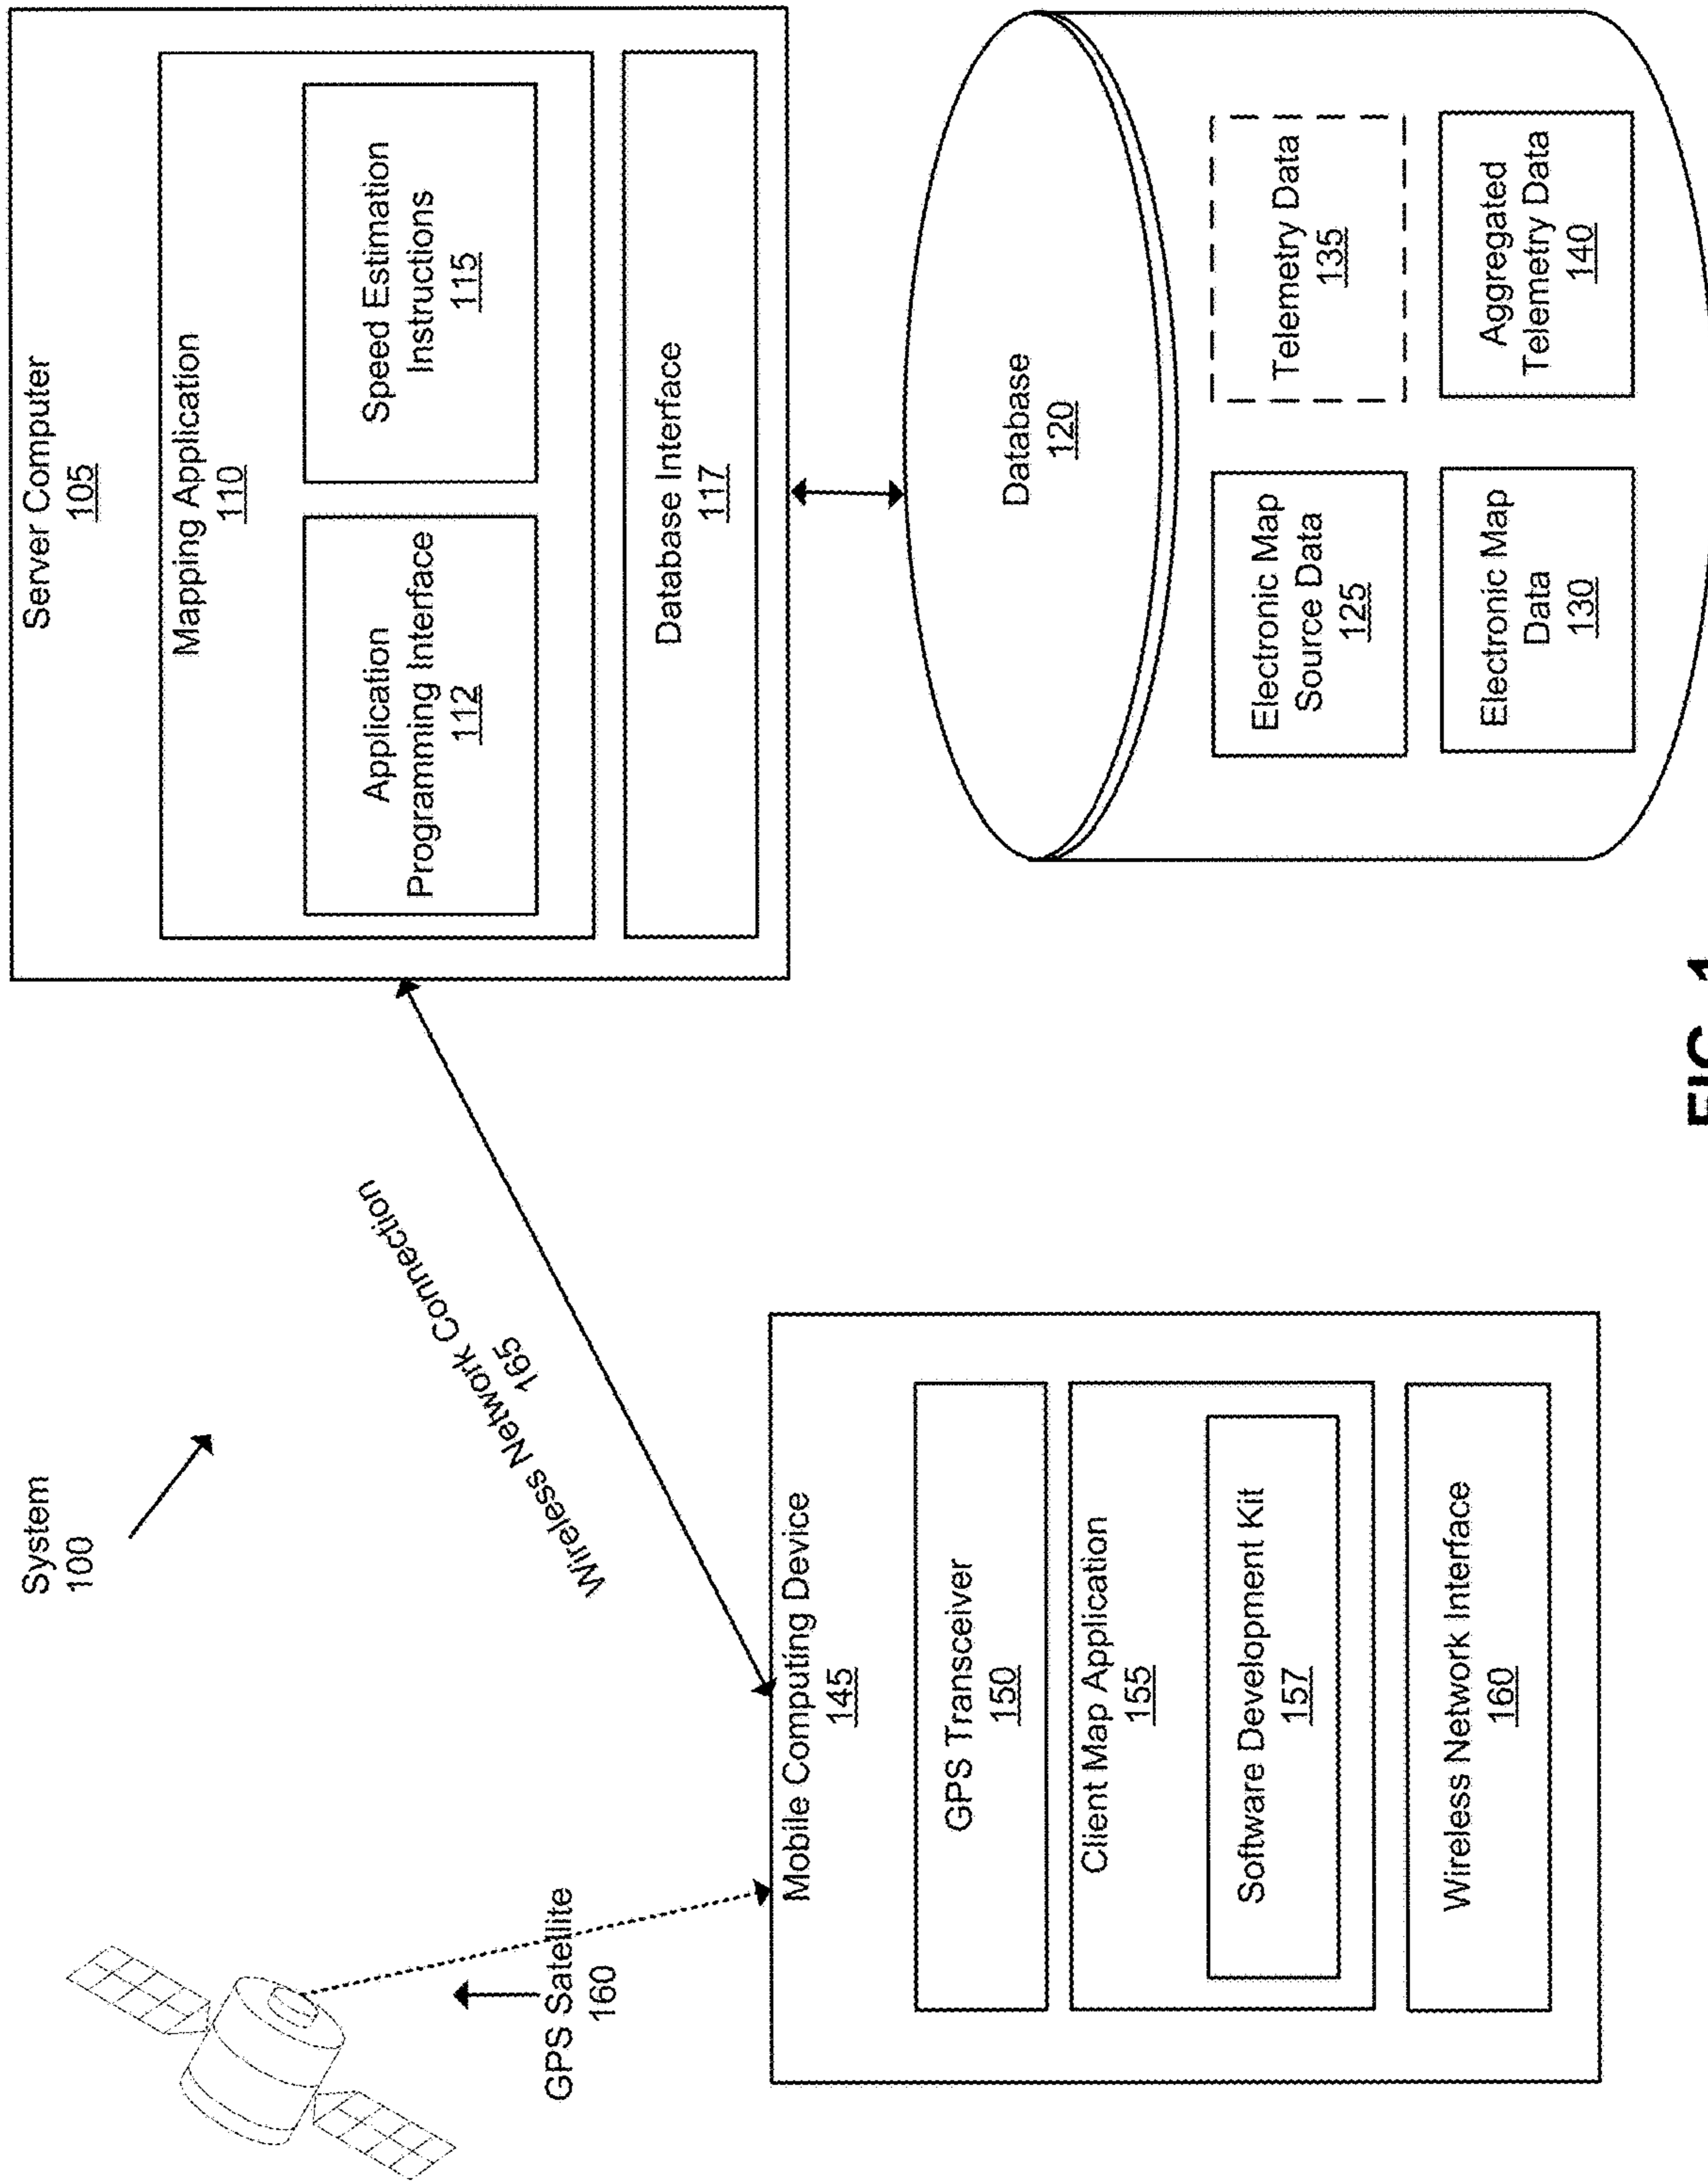 System
100
GPS Satellite
160
Wireless Network Connection
165
Mobile Computing Device
145
GPS Transceiver
150
Client Map Application
155
Software Development Kit
157
Wireless Network Interface
160
Server Computer
105
Mapping Application
110
Application
Programming Interface
112
Speed Estimation
Instructions
115
Database Interface
117
Database
120
Electronic Map
Source Data
125
Telemetry Data
135
Electronic Map
Data
130
Aggregated
Telemetry Data
140
FIG. 1